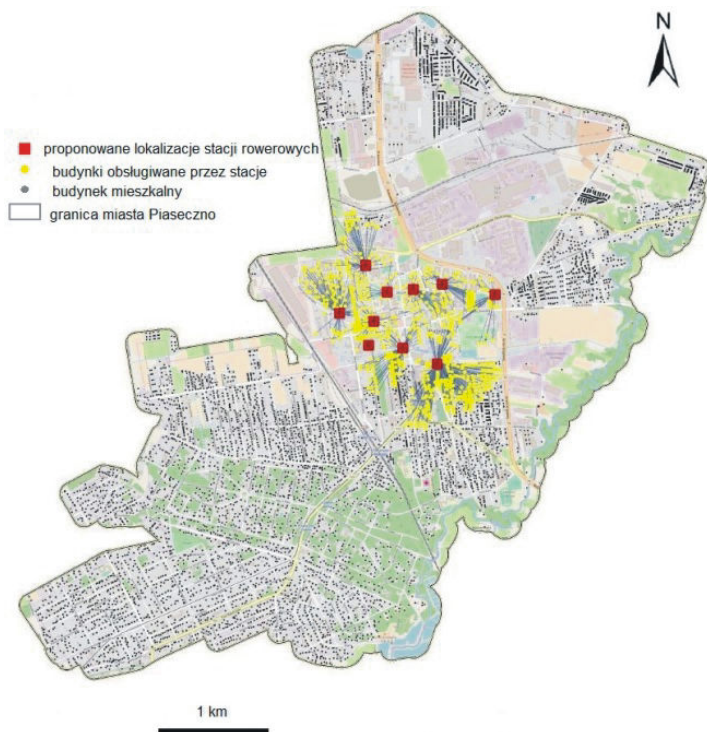 N
proponowane lokalizacje stacji rowerowych
budynki obsługiwane przez stacje
budynek mieszkalny
granica miasta Piaseczno
1 km